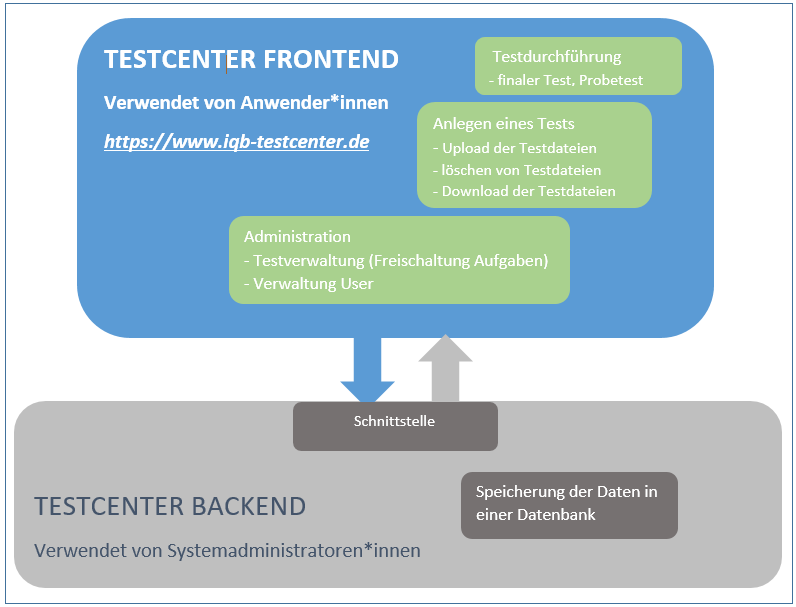 TESTCENTER FRONTEND
Verwendet von Anwender*innen
https://www.iqb-testcenter.de
Testdurchführung
- finaler Test, Probetest
Anlegen eines Tests
- Upload der Testdateien
- löschen von Testdateien
- Download der Testdateien
Administration
- Testverwaltung (Freischaltung Aufgaben)
- Verwaltung User
Schnittstelle
TESTCENTER BACKEND
Verwendet von Systemadministratoren*innen
Speicherung der Daten in
einer Datenbank